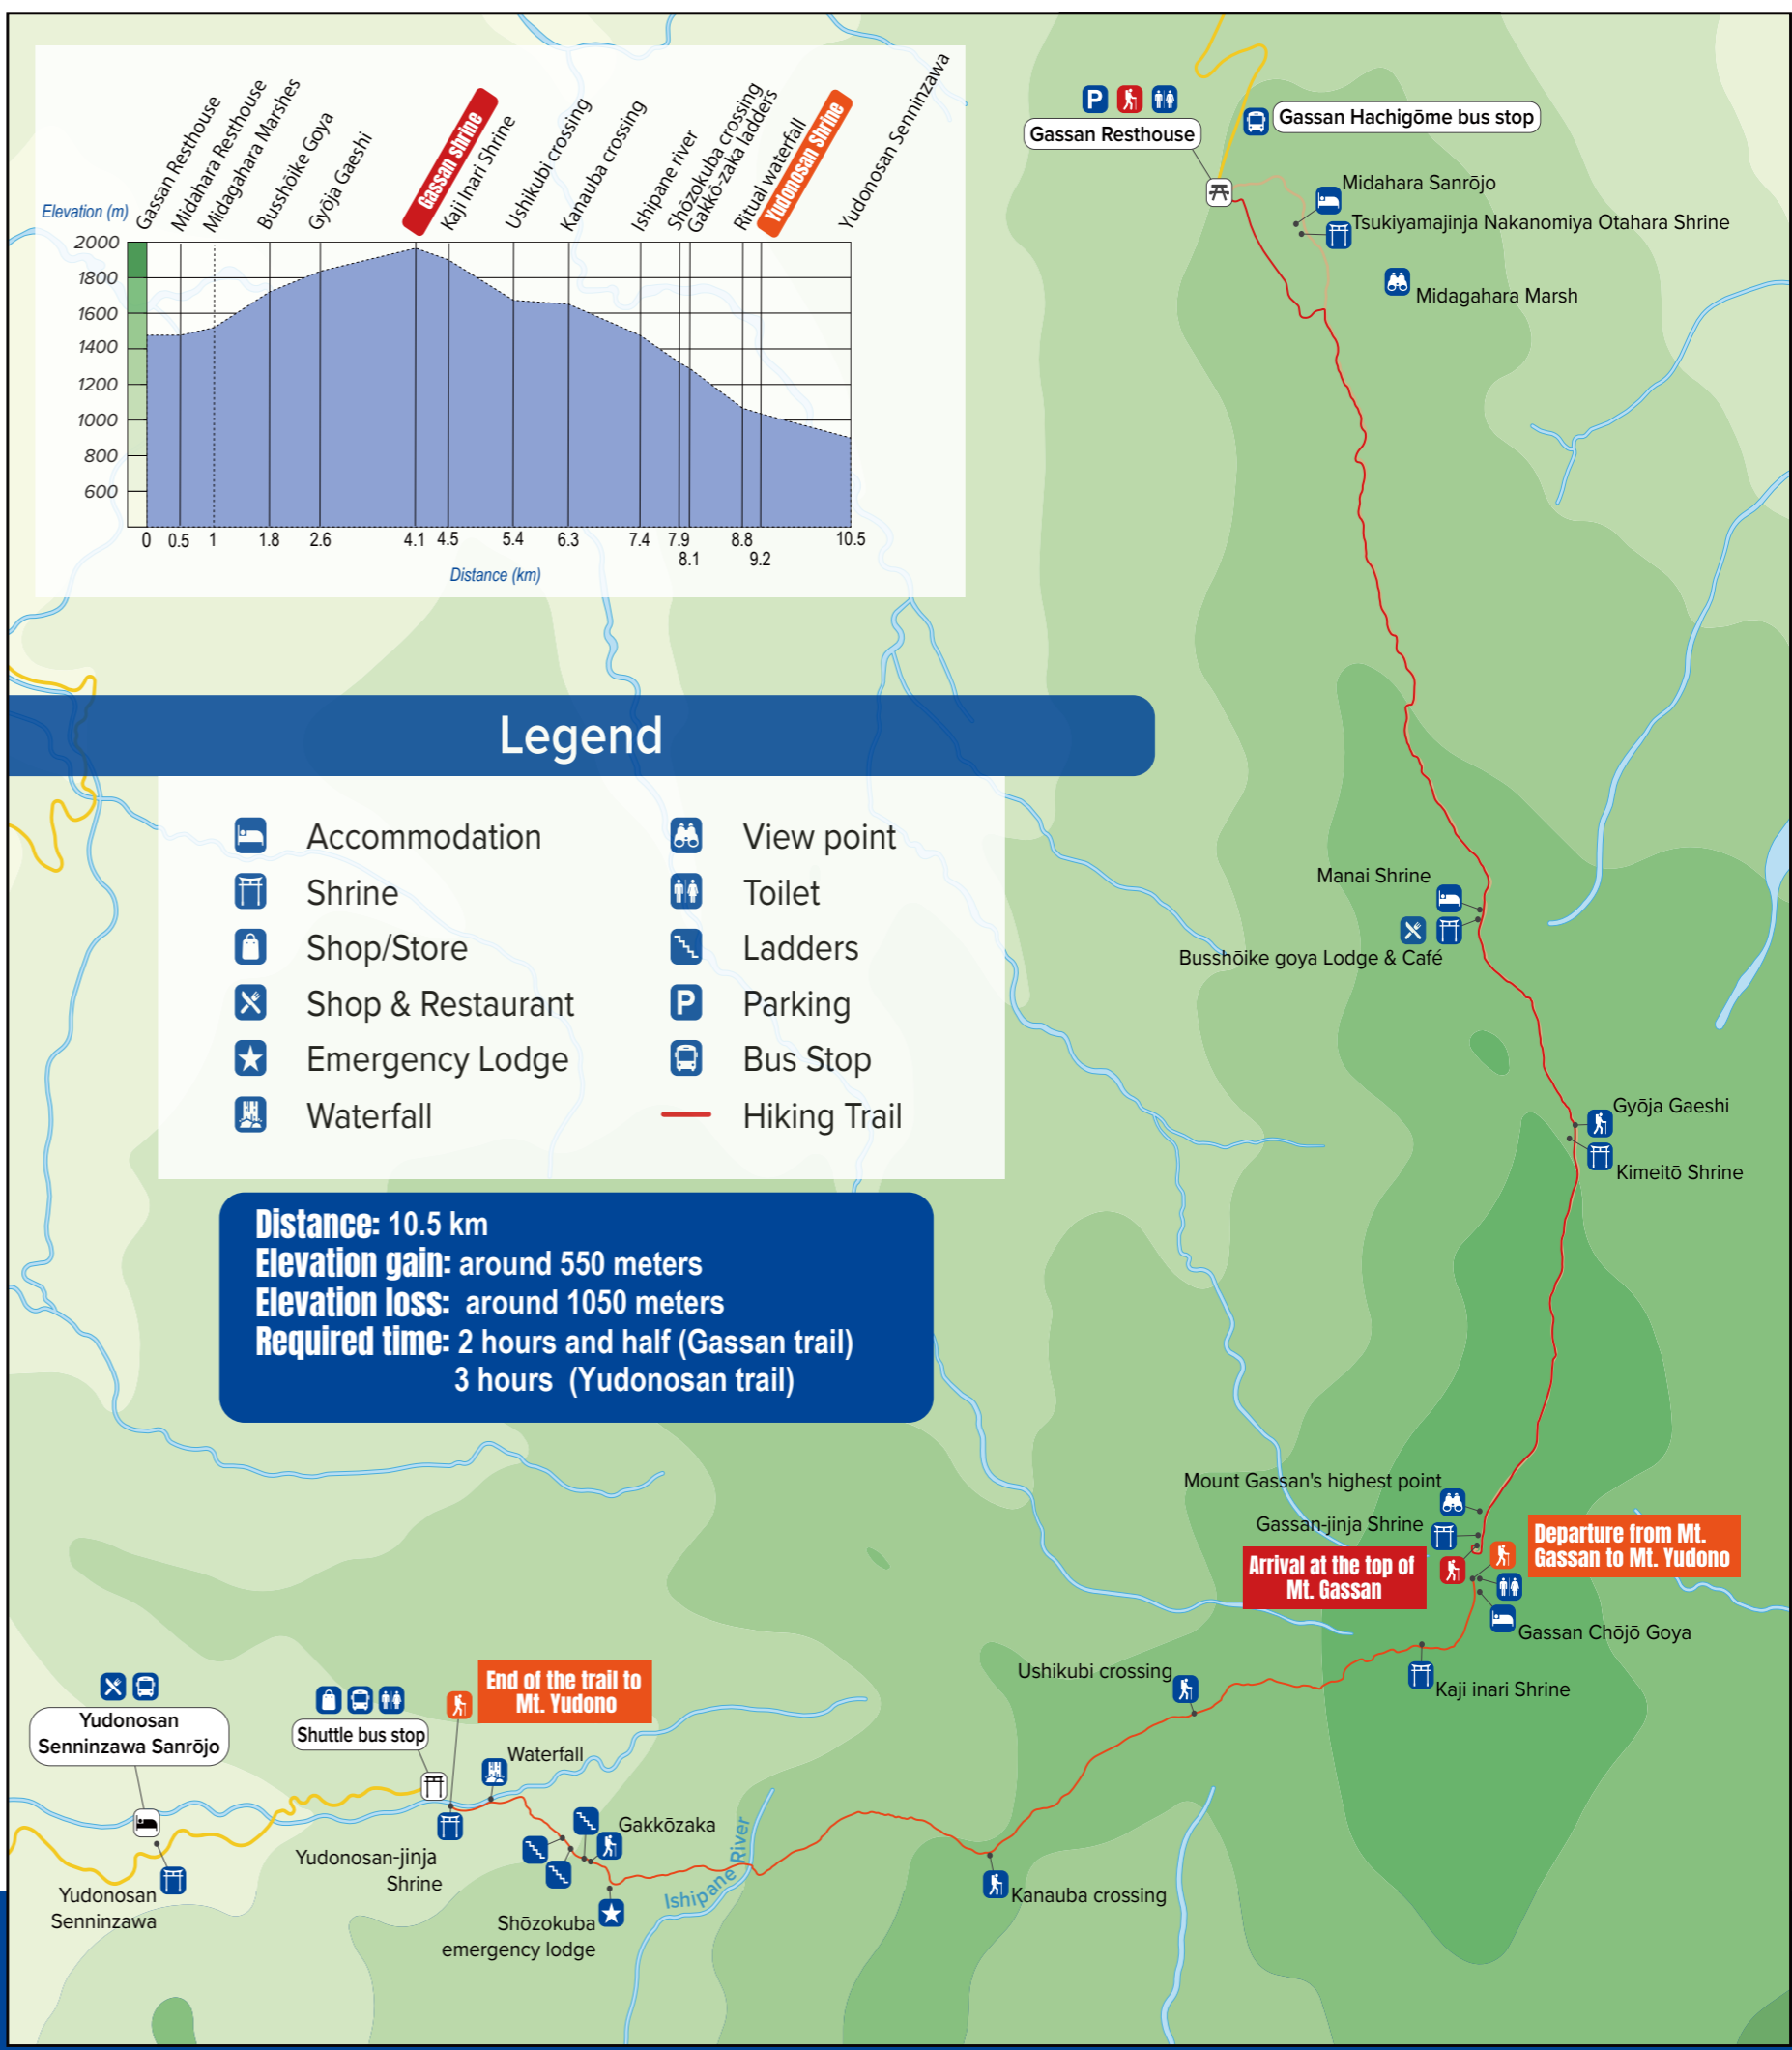 Gassan Resthouse
Midahara Resthouse
Midagahara Marshes
Busshōike Goya
Gyōja Gaeshi
Gassan shrine
Kaji Inari Shrine
Ushikubi crossing
Kanauba crossing
Ishipane river
Shōzokuba crossing
Gakkō-zaka ladders
Ritual waterfall
Yudonosan Shrine
Yudonosan Senninzawa
Elevation (m)
2000
1800
1600
1400
1200
1000
800
600
0 0.5 1 1.8 2.6 4.1 4.5 5.4 6.3 7.4 7.9 8.8 10.5
8.1 9.2
Distance (km)
P
Gassan Resthouse
Gassan Hachigōme bus stop
Midahara Sanrōjo
Tsukiyamajinja Nakanomiya Otahara Shrine
Midagahara Marsh
Legend
Accommodation
Shrine
Shop/Store
Shop & Restaurant
Emergency Lodge
Waterfall
View point
Toilet
Ladders
P Parking
Bus Stop
Hiking Trail
Distance: 10.5 km
Elevation gain: around 550 meters
Elevation loss: around 1050 meters
Required time: 2 hours and half (Gassan trail)
3 hours (Yudonosan trail)
Manai Shrine
Busshōike goya Lodge & Café
Gyōja Gaeshi
Kimeitō Shrine
Mount Gassan's highest point
Gassan-jinja Shrine
Arrival at the top of
Mt. Gassan
Departure from Mt.
Gassan to Mt. Yudono
Gassan Chōjō Goya
Kaji inari Shrine
Ushikubi crossing
Kanauba crossing
Ishipane River
End of the trail to
Mt. Yudono
Shuttle bus stop
Waterfall
Gakkōzaka
Yudonosan-jinja
Shrine
Shōzokuba
emergency lodge
Yudonosan
Senninzawa Sanrōjo
Yudonosan
Senninzawa